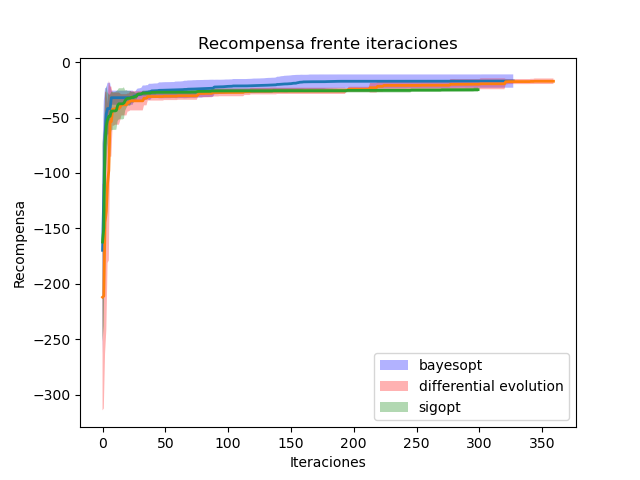 Recompensa frente iteraciones
0
−50
−100
−150
−200
−250
−300
Recompensa
bayesopt
differential evolution
sigopt
0 50 100 150 200 250 300 350
Iteraciones